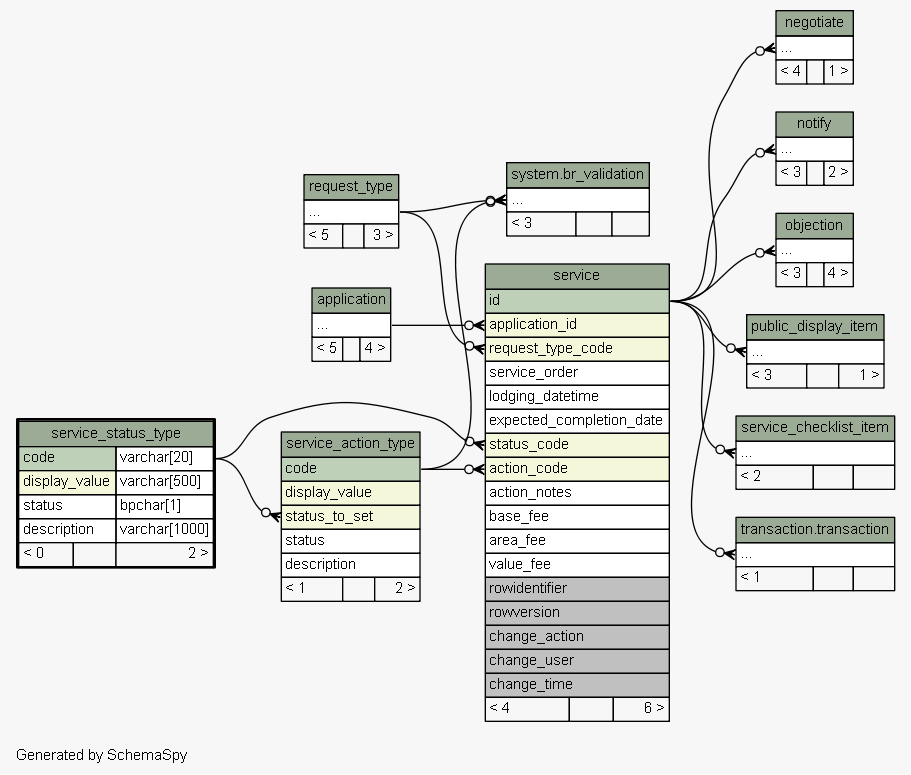 negotiate
...
< 4 1 >
notify
...
< 3 2 >
objection
...
< 3 4 >
public_display_item
...
< 3 1 >
service_checklist_item
...
< 2
transaction.transaction
...
< 1
system.br_validation
...
< 3
request_type
...
< 5 3 >
application
...
< 5 4 >
service
id
application_id
request_type_code
service_order
lodging_datetime
expected_completion_date
status_code
action_code
action_notes
base_fee
area_fee
value_fee
rowidentifier
rowversion
change_action
change_user
change_time
< 4 6 >
service_action_type
code
display_value
status_to_set
status
description
< 1 2 >
service_status_type
code varchar[20]
display_value varchar[500]
status bpchar[1]
description varchar[1000]
< 0 2 >
Generated by SchemaSpy